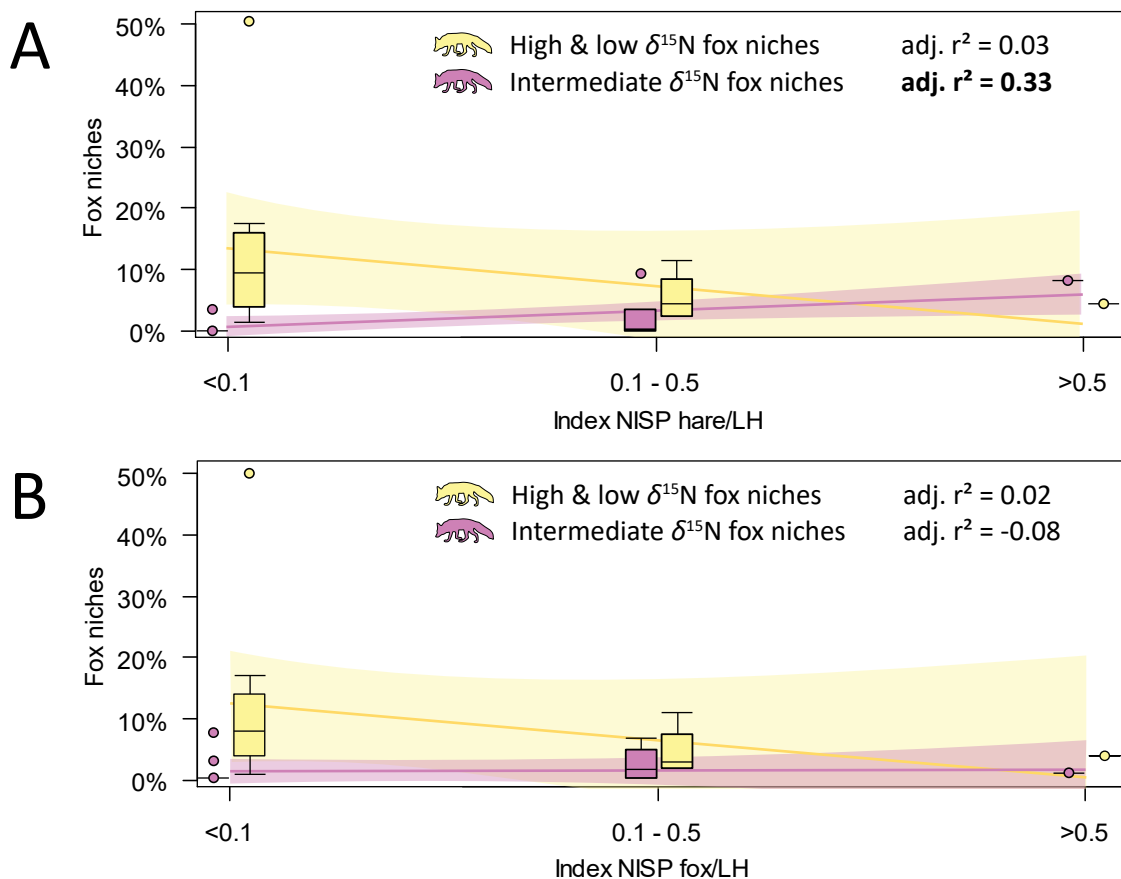 A
50%
High & low δ¹⁵N fox niches adj. r² = 0.03
Intermediate δ¹⁵N fox niches adj. r² = 0.33
40%
30%
20%
10%
0%
Fox niches
<0.1 0.1 - 0.5 >0.5
Index NISP hare/LH
B
50%
High & low δ¹⁵N fox niches adj. r² = 0.02
Intermediate δ¹⁵N fox niches adj. r² = -0.08
40%
30%
20%
10%
0%
Fox niches
<0.1 0.1 - 0.5 >0.5
Index NISP fox/LH